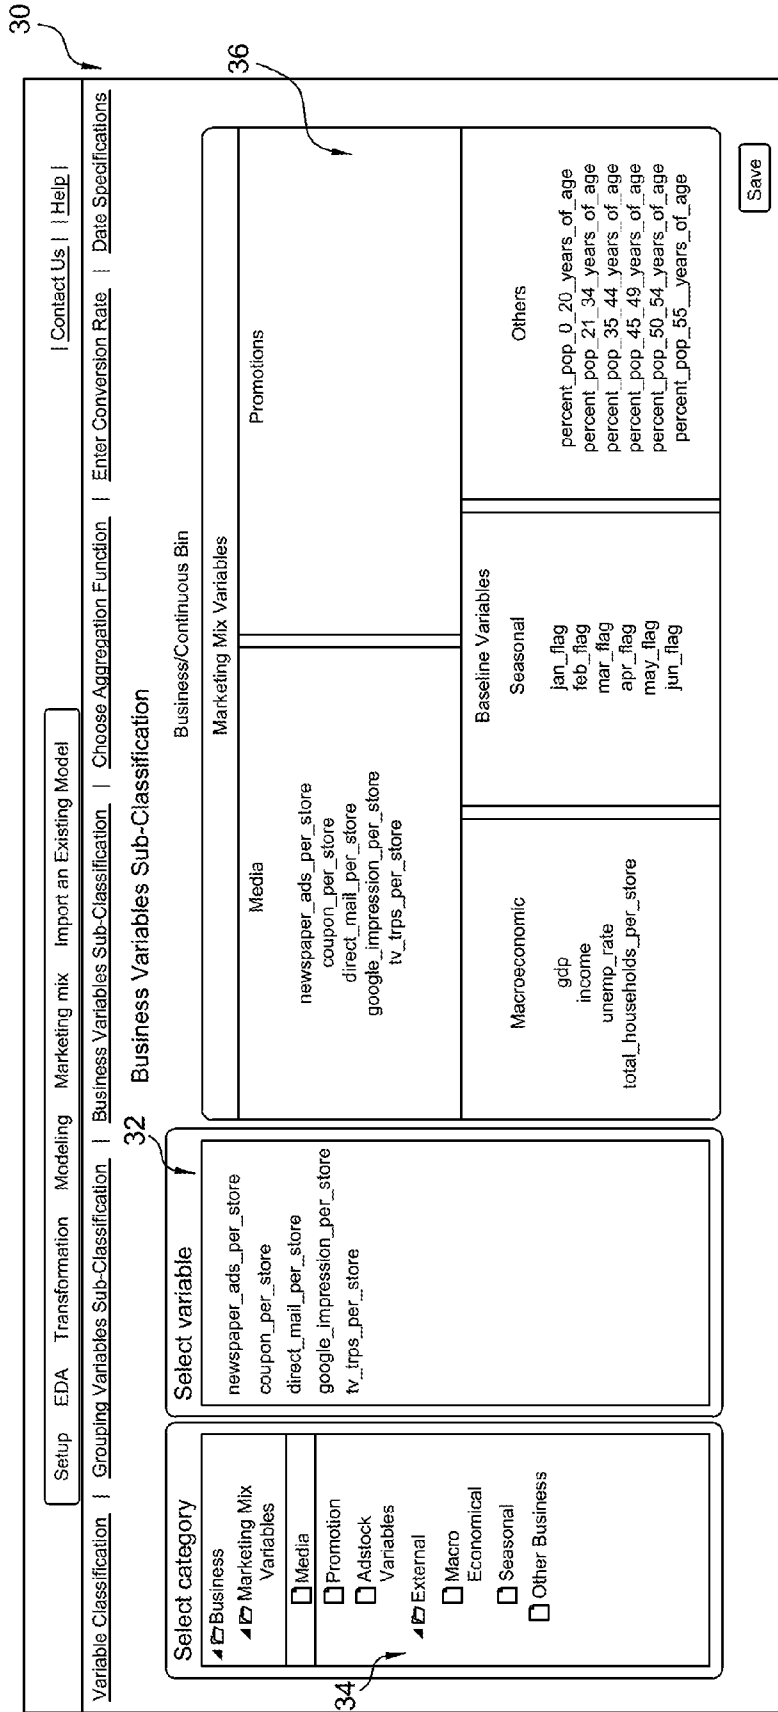 30
| Contact Us | | Help |
Setup EDA Transformation Modeling Marketing mix Import an Existing Model
Variable Classification | Grouping Variables Sub-Classification | Business Variables Sub-Classification | Choose Aggregation Function | Enter Conversion Rate | Date Specifications
Business Variables Sub-Classification
Select category
Business
Marketing Mix
Variables
Media
Promotion
Adstock
Variables
External
Macro
Economical
Seasonal
Other Business
34
Select variable
newspaper_ads_per_store
coupon_per_store
direct_mail_per_store
google_impression_per_store
tv_trps_per_store
32
Business/Continuous Bin
Marketing Mix Variables
Media
newspaper_ads_per_store
coupon_per_store
direct_mail_per_store
google_impression_per_store
tv_trps_per_store
Promotions
36
Baseline Variables
Macroeconomic
gdp
income
unemp_rate
total_households_per_store
Seasonal
jan_flag
feb_flag
mar_flag
apr_flag
may_flag
jun_flag
Others
percent_pop_0_20_years_of_age
percent_pop_21_34_years_of_age
percent_pop_35_44_years_of_age
percent_pop_45_49_years_of_age
percent_pop_50_54_years_of_age
percent_pop_55__years_of_age
Save